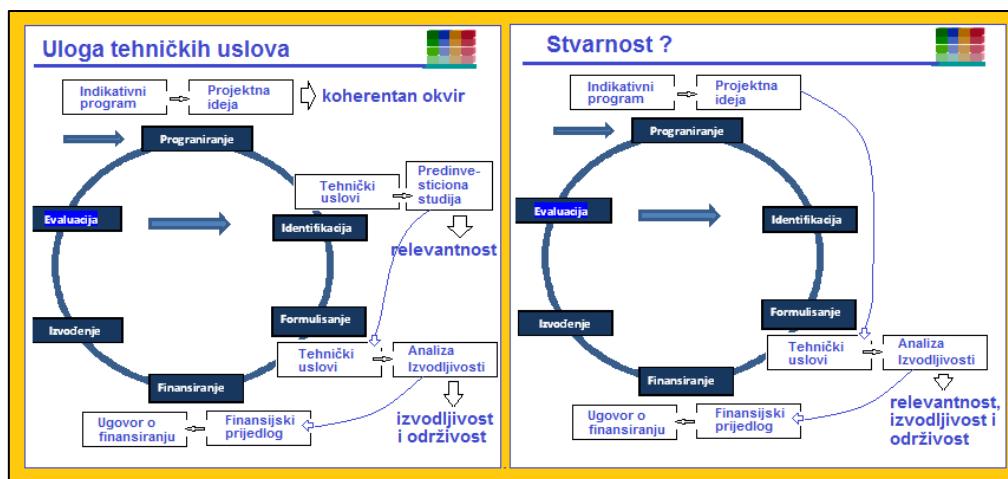 Uloga tehničkih uslova
Indikativni
program
Projektna
ideja
koherentan okvir
Prograniranje
Tehnički
uslovi
Predinve-
sticiona
studija
Evaluacija
Identifikacija
relevantnost
Izvođenje
Formulisanje
Tehnički
uslovi
Analiza
Izvodljivosti
Finansiranje
Ugovor o
finansiranju
Finansijski
prijedlog
izvodljivost
i održivost
Stvarnost ?
Indikativni
program
Projektna
ideja
Prograniranje
Evaluacija
Identifikacija
Izvođenje
Formulisanje
Tehnički
uslovi
Analiza
Izvodljivosti
Finansiranje
Ugovor o
finansiranju
Finansijski
prijedlog
relevantnost,
izvodljivost i
održivost